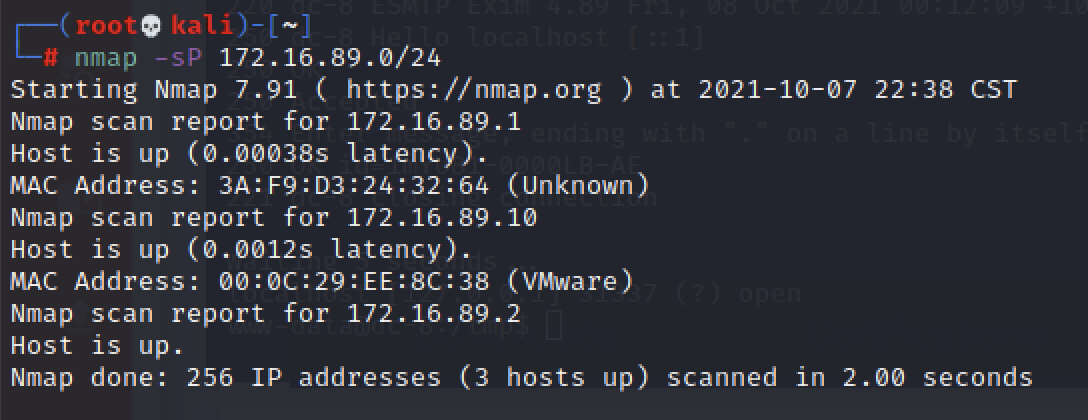 ┌──(root💀kali)-[~]
└─# nmap -sP 172.16.89.0/24
Starting Nmap 7.91 ( https://nmap.org ) at 2021-10-07 22:38 CST
Nmap scan report for 172.16.89.1
Host is up (0.00038s latency).
MAC Address: 3A:F9:D3:24:32:64 (Unknown)
Nmap scan report for 172.16.89.10
Host is up (0.0012s latency).
MAC Address: 00:0C:29:EE:8C:38 (VMware)
Nmap scan report for 172.16.89.2
Host is up.
Nmap done: 256 IP addresses (3 hosts up) scanned in 2.00 seconds